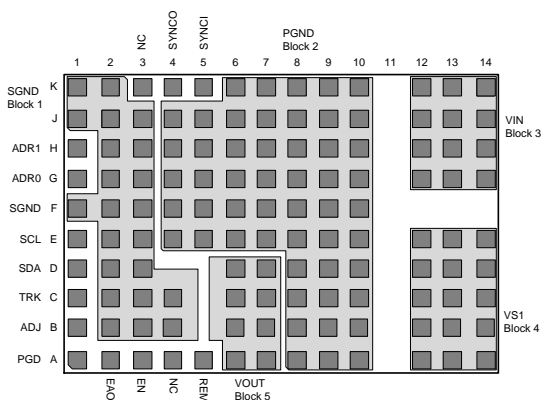 NC
SYNCO
SYNCI
PGND
Block 2
1 2 3 4 5 6 7 8 9 10 11 12 13 14
SGND
Block 1
K
J
ADR1 H
ADR0 G
SGND F
SCL E
SDA D
TRK C
ADJ B
PGD A
VIN
Block 3
VS1
Block 4
EAO
EN
NC
REM
VOUT
Block 5